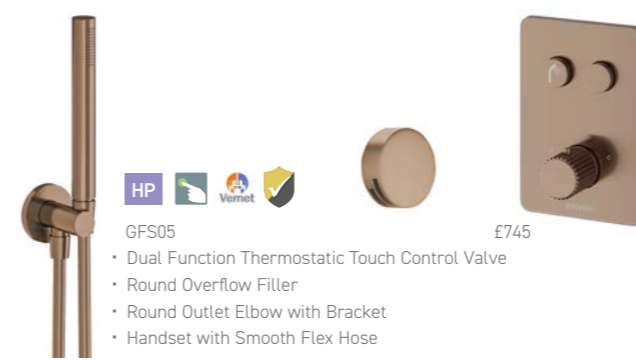 HP
Vernet
GFS05 £745
• Dual Function Thermostatic Touch Control Valve
• Round Overflow Filler
• Round Outlet Elbow with Bracket
• Handset with Smooth Flex Hose